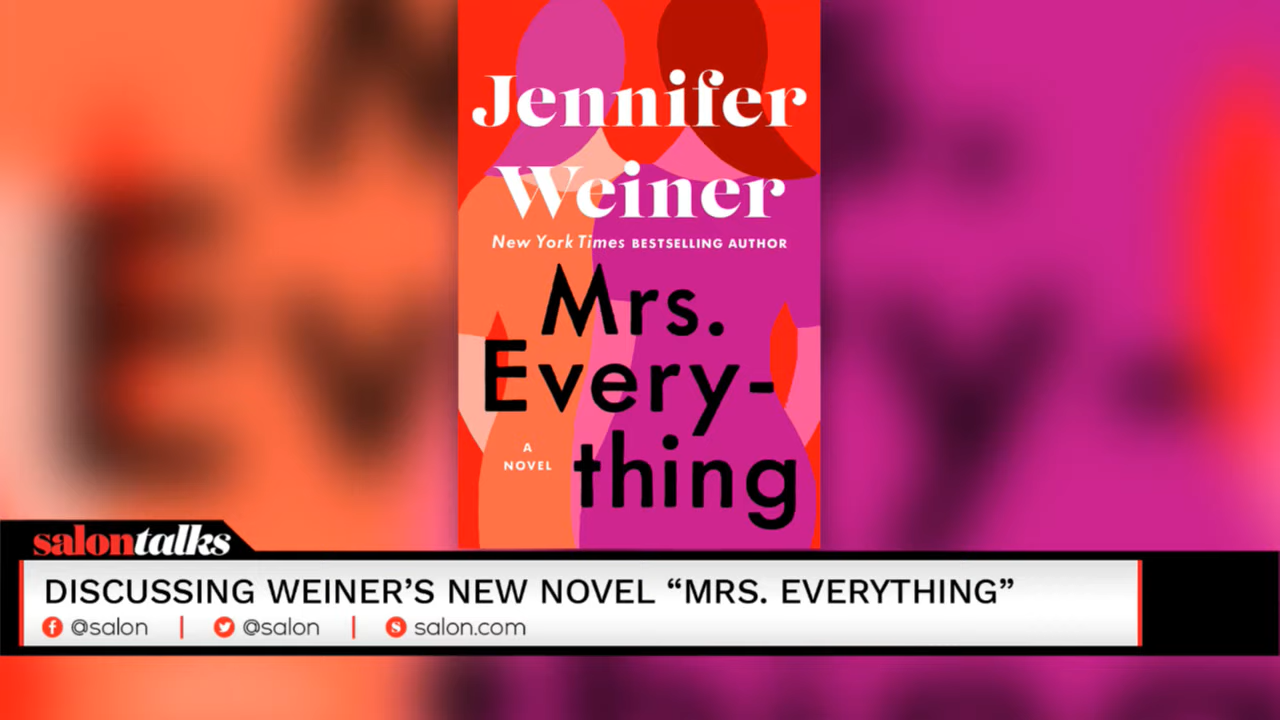 Jennifer
Weiner
New York Times BESTSELLING AUTHOR
Mrs.
Every-
A
NOVEL
thing
salontalks
DISCUSSING WEINER’S NEW NOVEL “MRS. EVERYTHING”
@salon | @salon | salon.com